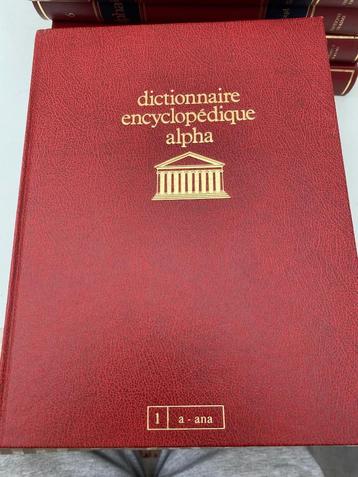 dictionnaire
encyclopédique
alpha
1 a - ana